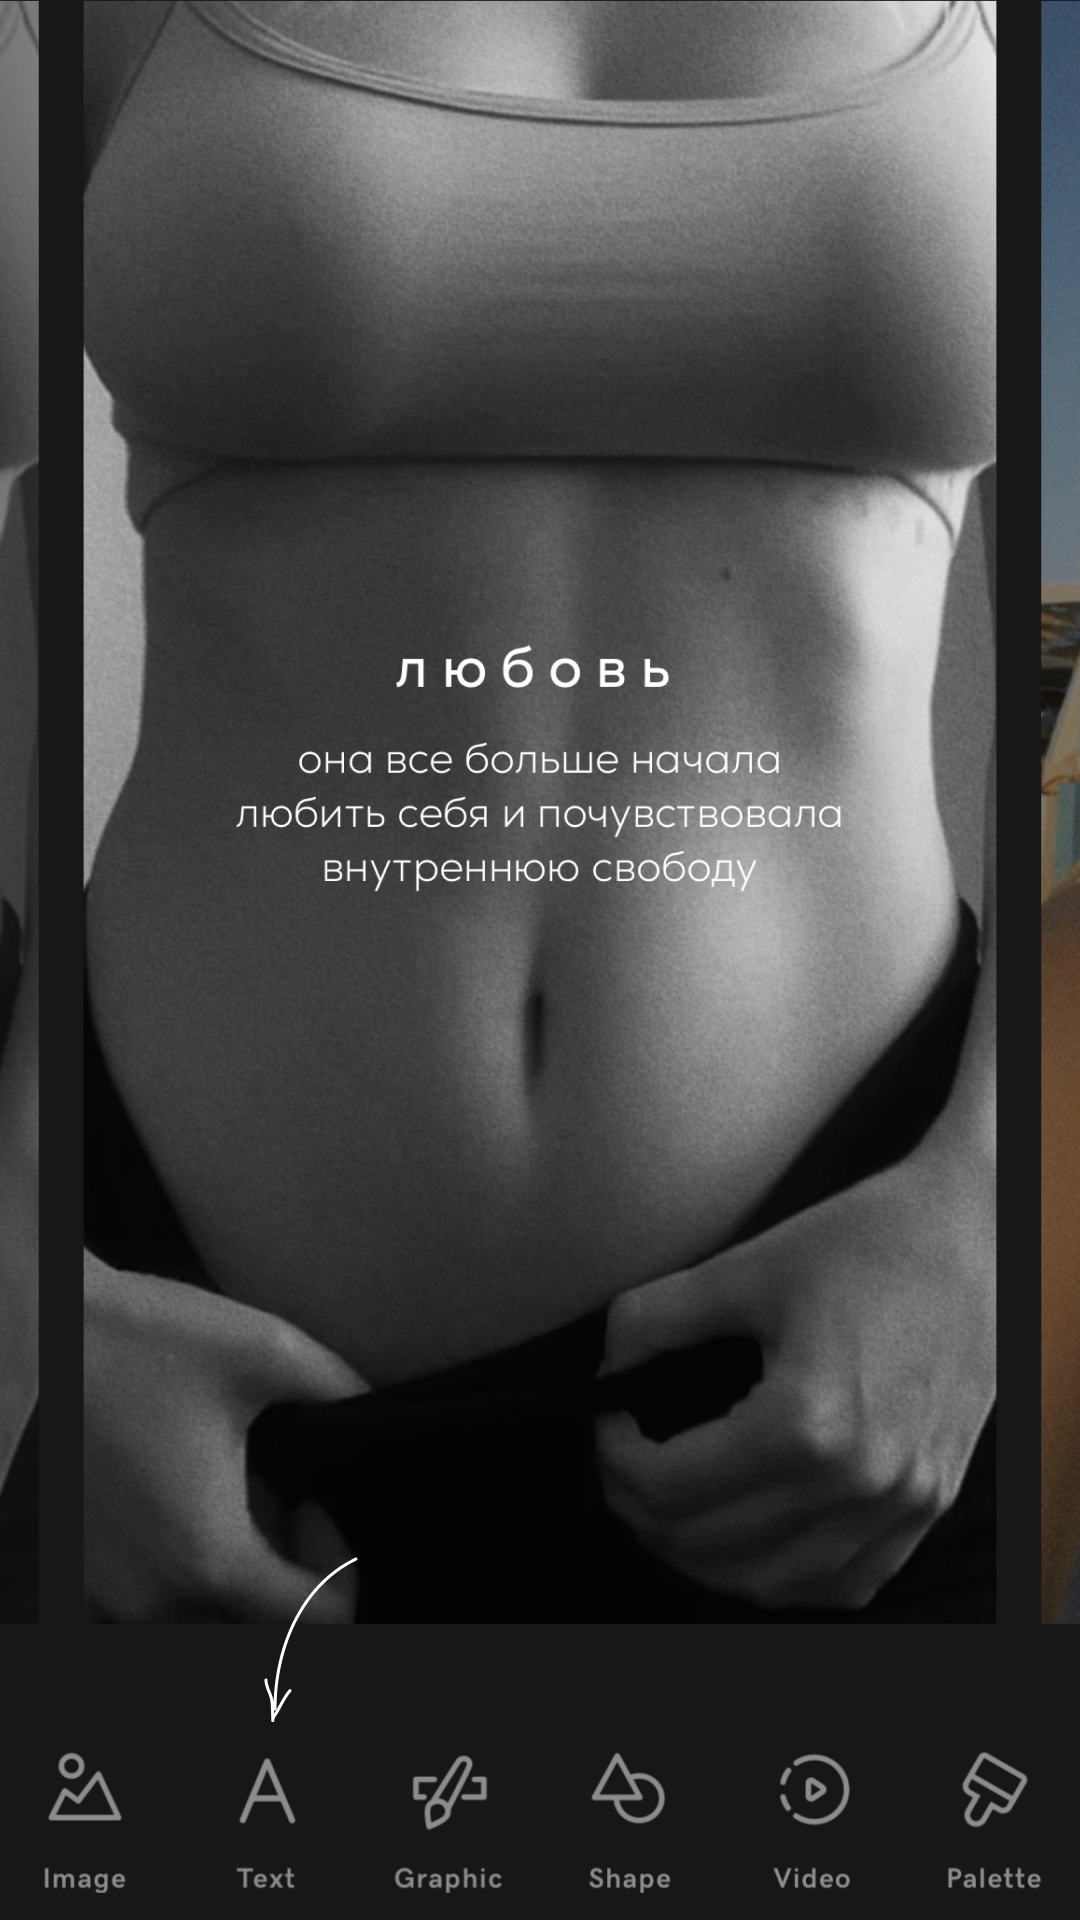 любовь
она все больше начала
любить себя и почувствовала
внутреннюю свободу
Image Text Graphic Shape Video Palette